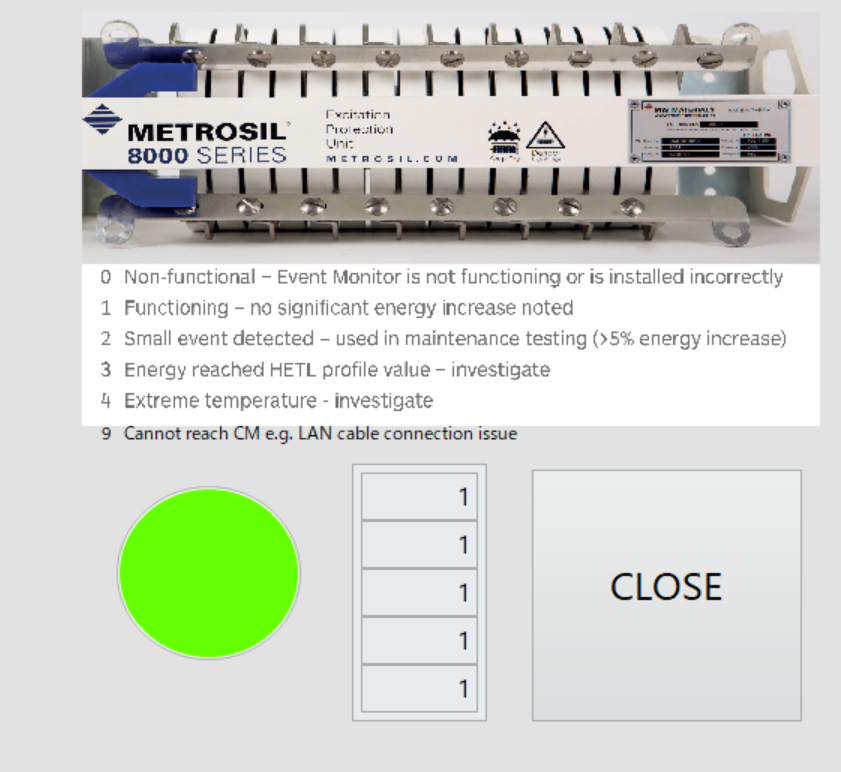 METROSIL
8000 SERIES
Excitation
Protection
Unit
METROSIL.COM
0 Non-functional – Event Monitor is not functioning or is installed incorrectly
1 Functioning – no significant energy increase noted
2 Small event detected – used in maintenance testing (>5% energy increase)
3 Energy reached HETL profile value – investigate
4 Extreme temperature - investigate
9 Cannot reach CM e.g. LAN cable connection issue
1
1
1
1
1
CLOSE